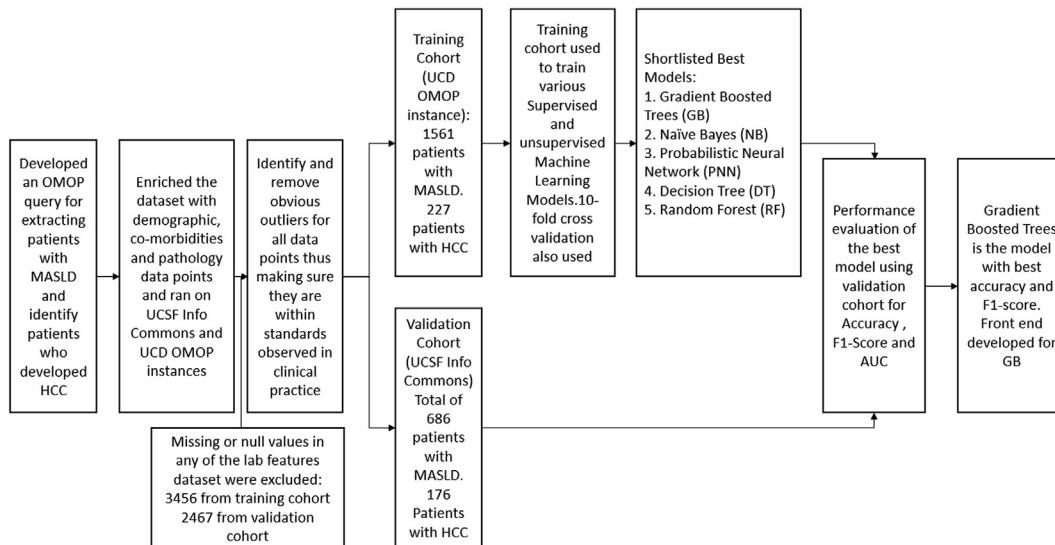 Developed
an OMOP
query for
extracting
patients
with
MASLD
and
identify
patients
who
developed
HCC
Enriched the
dataset with
demographic,
co-morbidities
and pathology
data points
and ran on
UCSF Info
Commons and
UCD OMOP
instances
Missing or null values in
any of the lab features
dataset were excluded:
3456 from training cohort
2467 from validation
cohort
Identify and
remove
obvious
outliers for
all data
points thus
making sure
they are
within
standards
observed in
clinical
practice
Training
Cohort
(UCD
OMOP
instance):
1561
patients
with
MASLD.
227
patients
with HCC
Validation
Cohort
(UCSF Info
Commons)
Total of
686
patients
with
MASLD.
176
Patients
with HCC
Training
cohort used
to train
various
Supervised
and
unsupervised
Machine
Learning
Models.10-
fold cross
validation
also used
Shortlisted Best
Models:
1. Gradient Boosted
Trees (GB)
2. Naïve Bayes (NB)
3. Probabilistic Neural
Network (PNN)
4. Decision Tree (DT)
5. Random Forest (RF)
Performance
evaluation of
the best
model using
validation
cohort for
Accuracy ,
F1-Score and
AUC
Gradient
Boosted Trees
is the model
with best
accuracy and
F1-score.
Front end
developed for
GB